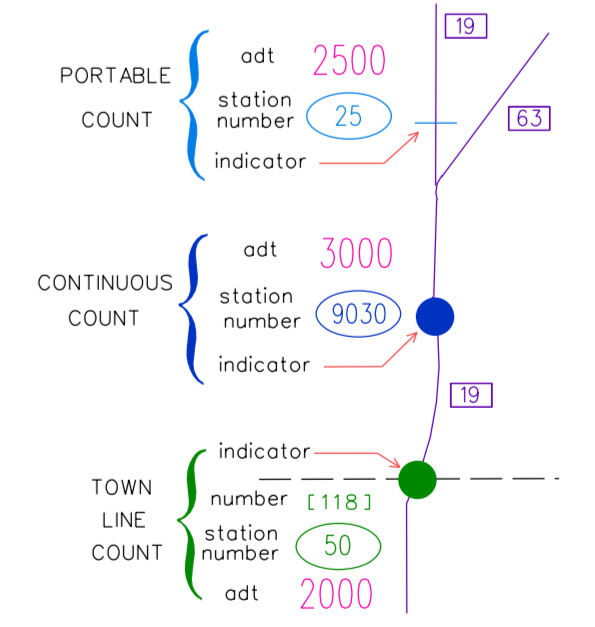 19
adt 2500
PORTABLE
COUNT
station
number 25
63
indicator
adt 3000
CONTINUOUS
COUNT
station
number 9030
indicator
19
indicator
TOWN
LINE
COUNT
number [118]
station
number 50
adt 2000